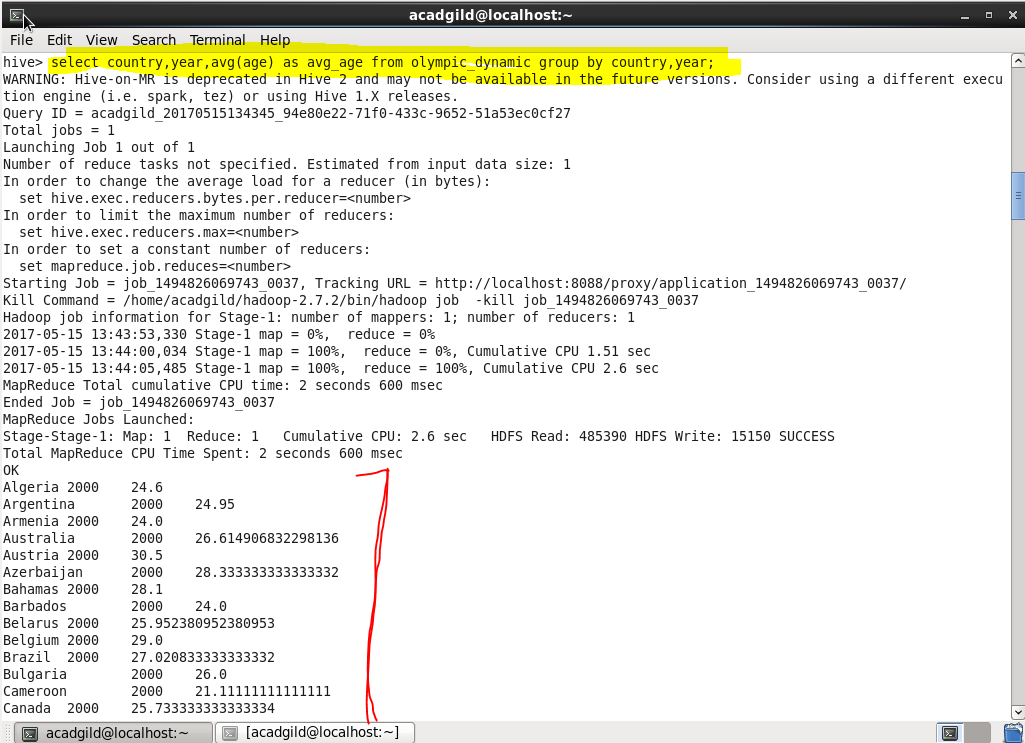 acadgild@localhost:~
File Edit View Search Terminal Help
hive> select country,year,avg(age) as avg_age from olympic_dynamic group by country,year;
WARNING: Hive-on-MR is deprecated in Hive 2 and may not be available in the future versions. Consider using a different execu
tion engine (i.e. spark, tez) or using Hive 1.X releases.
Query ID = acadgild_20170515134345_94e80e22-71f0-433c-9652-51a53ec0cf27
Total jobs = 1
Launching Job 1 out of 1
Number of reduce tasks not specified. Estimated from input data size: 1
In order to change the average load for a reducer (in bytes):
  set hive.exec.reducers.bytes.per.reducer=<number>
In order to limit the maximum number of reducers:
  set hive.exec.reducers.max=<number>
In order to set a constant number of reducers:
  set mapreduce.job.reduces=<number>
Starting Job = job_1494826069743_0037, Tracking URL = http://localhost:8088/proxy/application_1494826069743_0037/
Kill Command = /home/acadgild/hadoop-2.7.2/bin/hadoop job  -kill job_1494826069743_0037
Hadoop job information for Stage-1: number of mappers: 1; number of reducers: 1
2017-05-15 13:43:53,330 Stage-1 map = 0%,  reduce = 0%
2017-05-15 13:44:00,034 Stage-1 map = 100%,  reduce = 0%, Cumulative CPU 1.51 sec
2017-05-15 13:44:05,485 Stage-1 map = 100%,  reduce = 100%, Cumulative CPU 2.6 sec
MapReduce Total cumulative CPU time: 2 seconds 600 msec
Ended Job = job_1494826069743_0037
MapReduce Jobs Launched:
Stage-Stage-1: Map: 1  Reduce: 1   Cumulative CPU: 2.6 sec   HDFS Read: 485390 HDFS Write: 15150 SUCCESS
Total MapReduce CPU Time Spent: 2 seconds 600 msec
OK
Algeria 2000    24.6
Argentina       2000    24.95
Armenia 2000    24.0
Australia       2000    26.614906832298136
Austria 2000    30.5
Azerbaijan      2000    28.333333333333332
Bahamas 2000    28.1
Barbados        2000    24.0
Belarus 2000    25.952380952380953
Belgium 2000    29.0
Brazil  2000    27.020833333333332
Bulgaria        2000    26.0
Cameroon        2000    21.11111111111111
Canada  2000    25.733333333333334
acadgild@localhost:~ [acadgild@localhost:~]